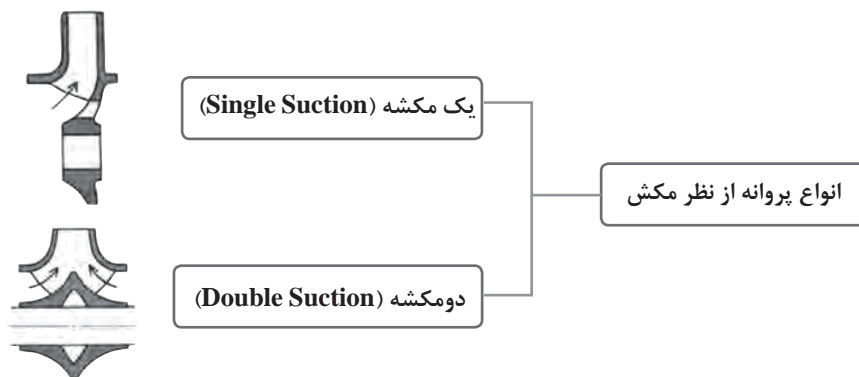 انواع پروانه از نظر مکش
یک مکشه (Single Suction)
دومکشه (Double Suction)